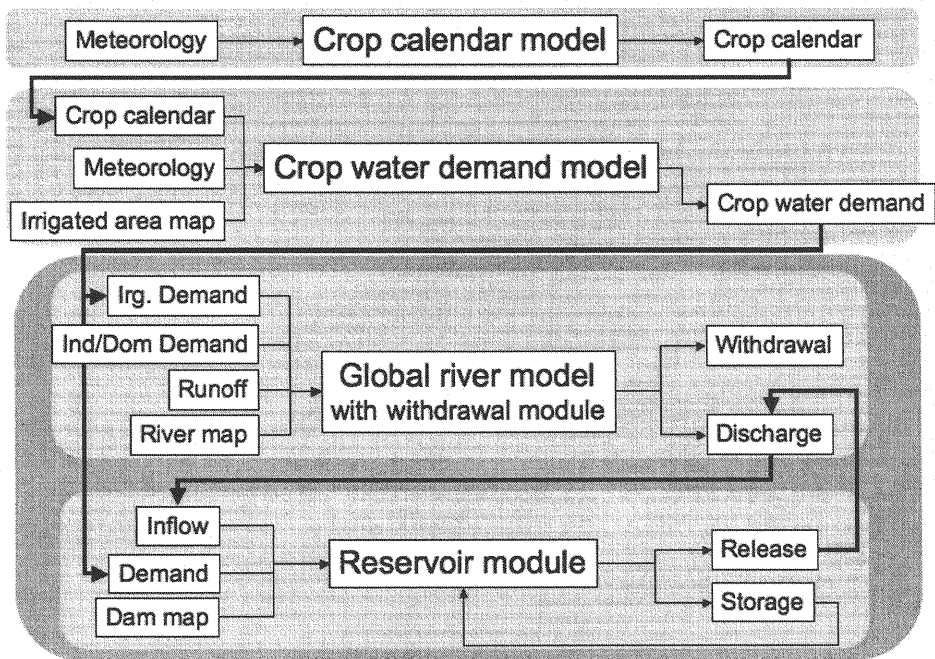 Meteorology
Crop calendar model
Crop calendar
Crop calendar
Meteorology
Irrigated area map
Crop water demand model
Crop water demand
Irg. Demand
Ind/Dom Demand
Runoff
River map
Global river model
with withdrawal module
Withdrawal
Discharge
Inflow
Demand
Dam map
Reservoir module
Release
Storage